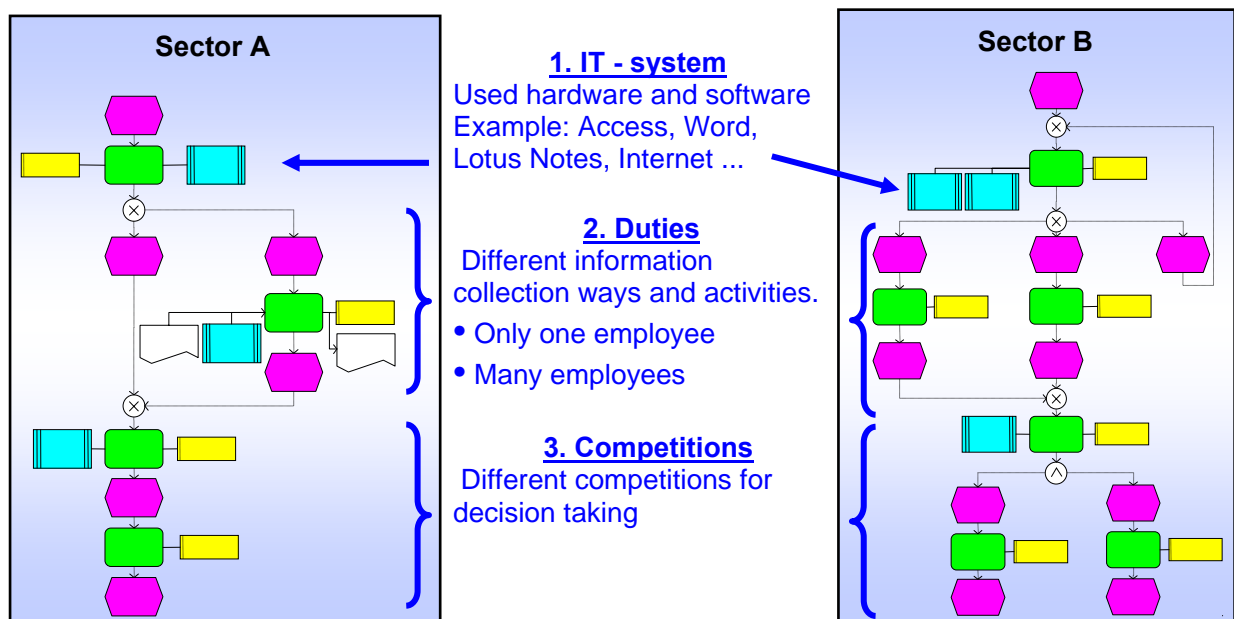 Sector A
1. IT - system
Used hardware and software
Example: Access, Word,
Lotus Notes, Internet ...
2. Duties
Different information
collection ways and activities.
• Only one employee
• Many employees
3. Competitions
Different competitions for
decision taking
Sector B